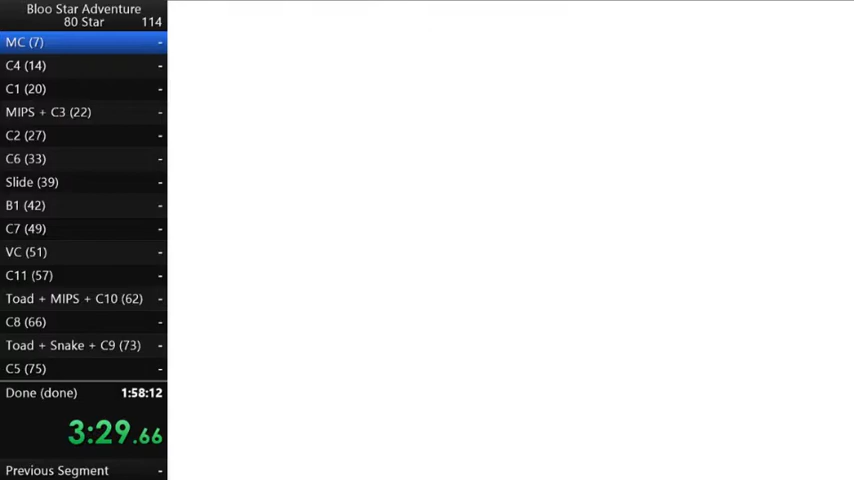 Bloo Star Adventure
80 Star 114
MC (7) -
C4 (14) -
C1 (20) -
MIPS + C3 (22) -
C2 (27) -
C6 (33) -
Slide (39) -
B1 (42) -
C7 (49) -
VC (51) -
C11 (57) -
Toad + MIPS + C10 (62) -
C8 (66) -
Toad + Snake + C9 (73) -
C5 (75) -
Done (done) 1:58:12
3:29.66
Previous Segment -